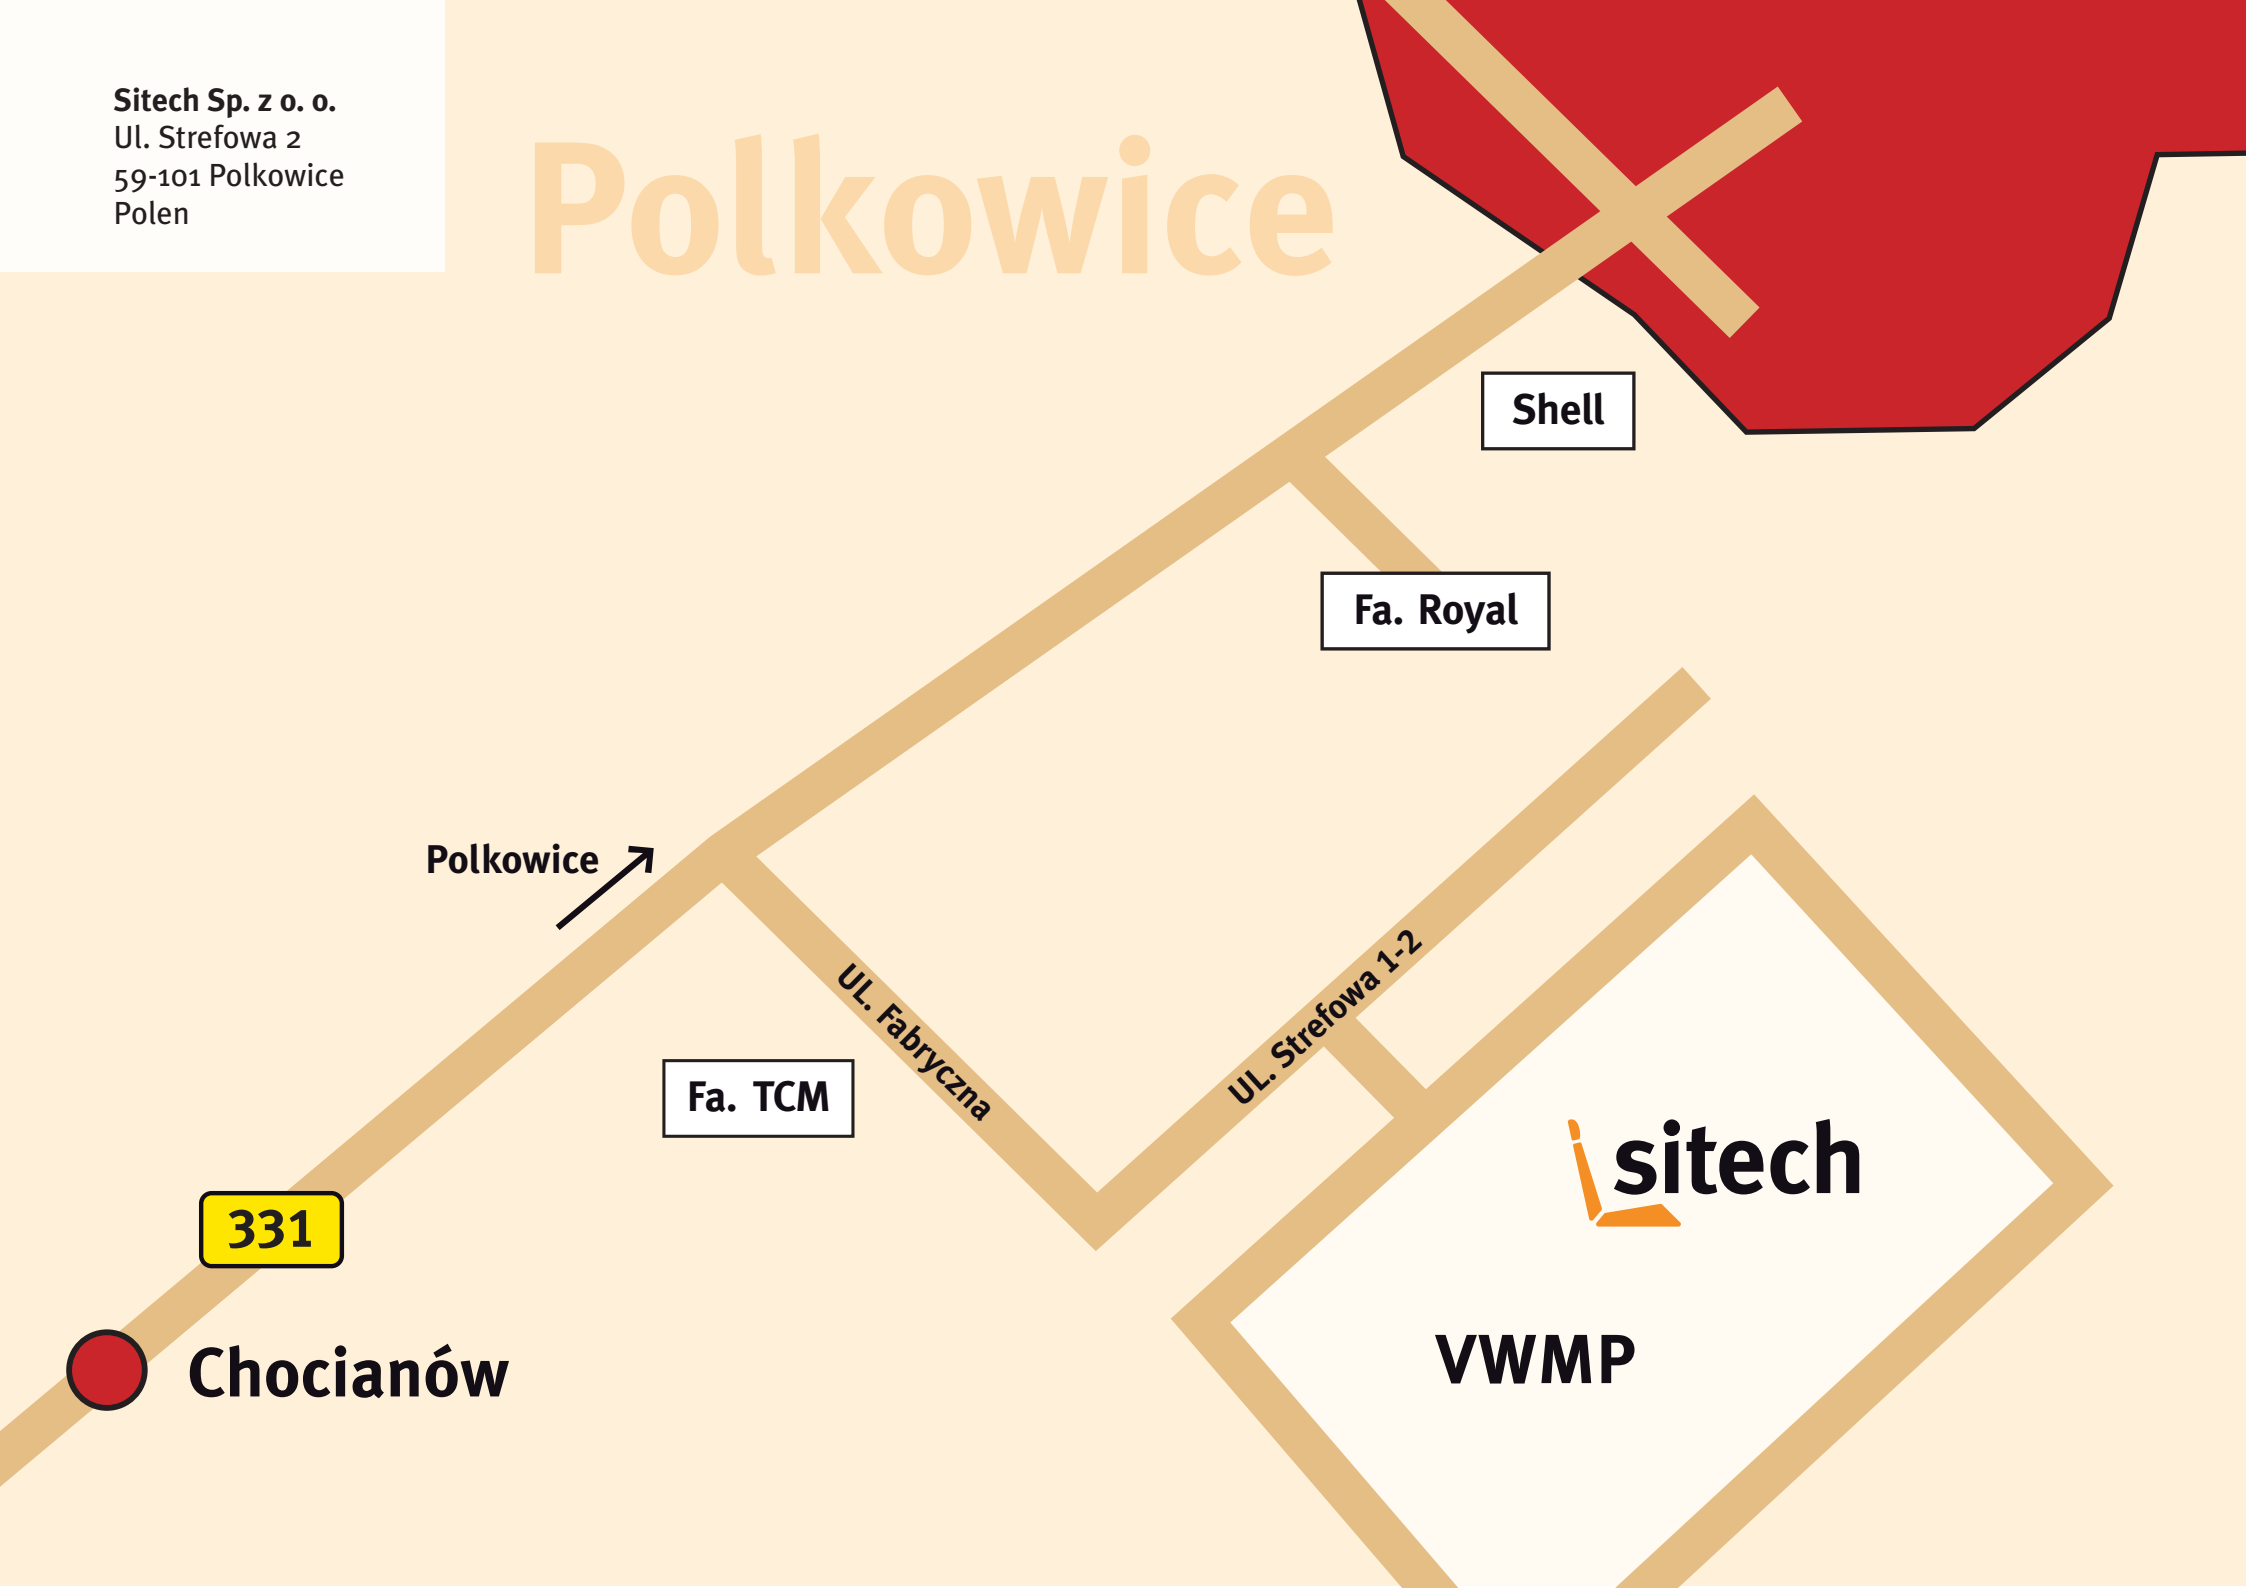 Sitech Sp. z o. o.
Ul. Strefowa 2
59-101 Polkowice
Polen
Polkowice
Shell
Fa. Royal
Polkowice
UL. Fabryczna
UL. Strefowa 1-2
Fa. TCM
sitech
331
VWMP
Chocianów